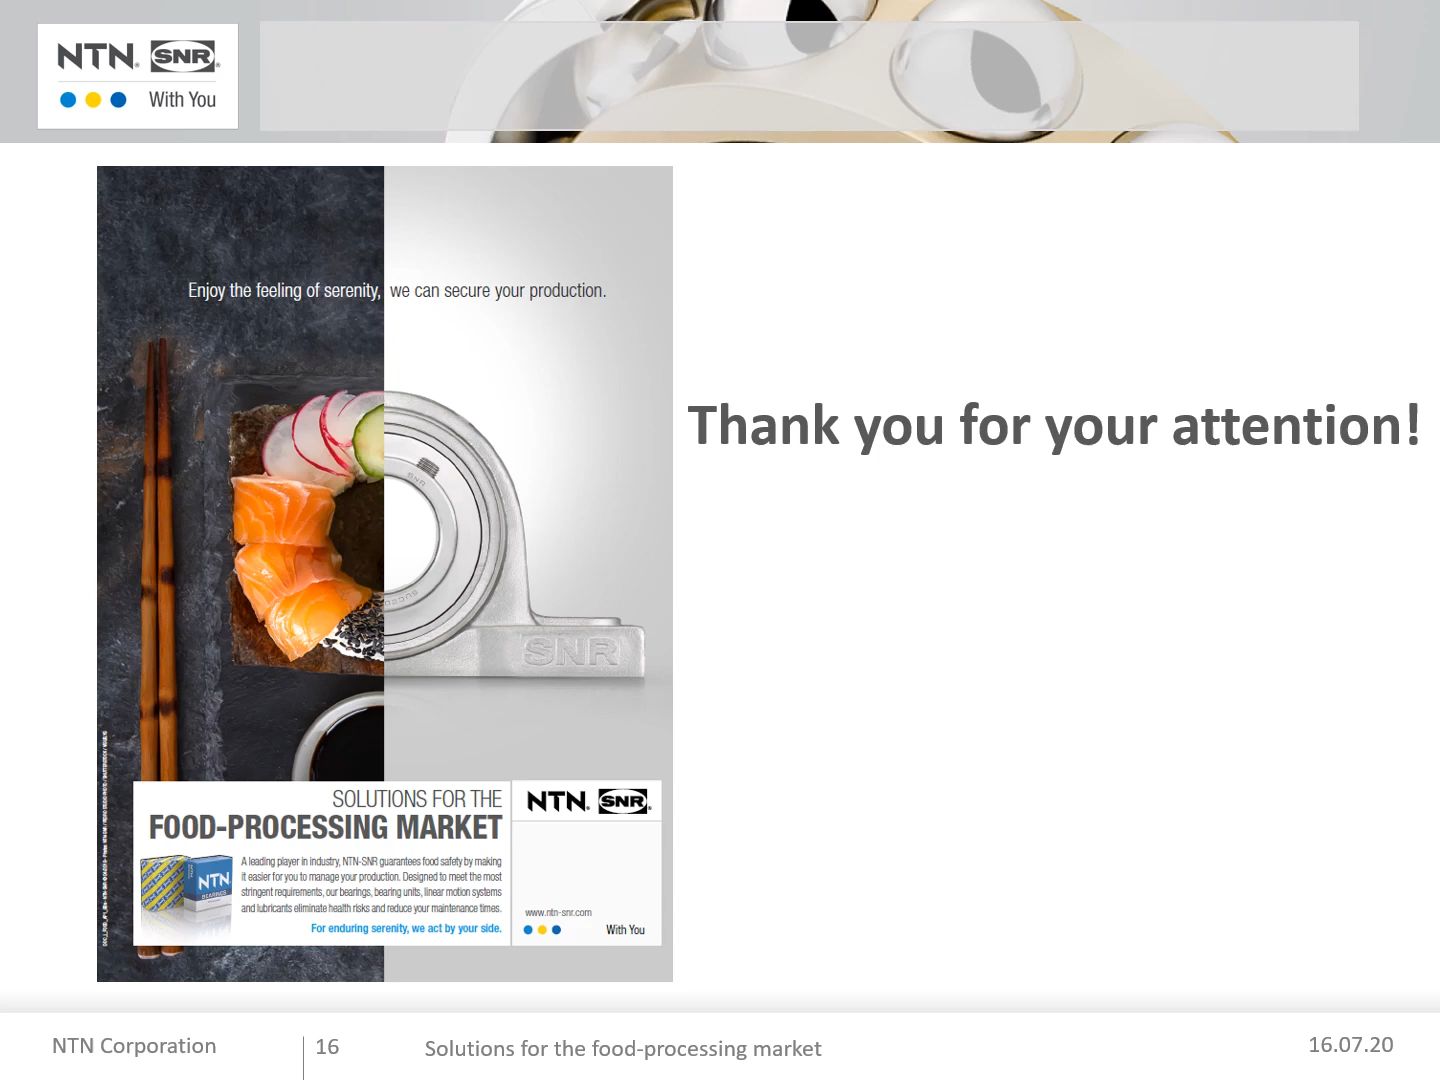 NTN® SNR®
With You
Enjoy the feeling of serenity, we can secure your production.
Thank you for your attention!
SNR
SNR
SOLUTIONS FOR THE
FOOD-PROCESSING MARKET
A leading player in industry, NTN-SNR guarantees food safety by making
it easier for you to manage your production. Designed to meet the most
stringent requirements, our bearings, bearing units, linear motion systems
and lubricants eliminate health risks and reduce your maintenance times.
For enduring serenity, we act by your side.
NTN
BEARINGS
NTN® SNR®
www.ntn-snr.com
With You
NTN Corporation
16
Solutions for the food-processing market
16.07.20